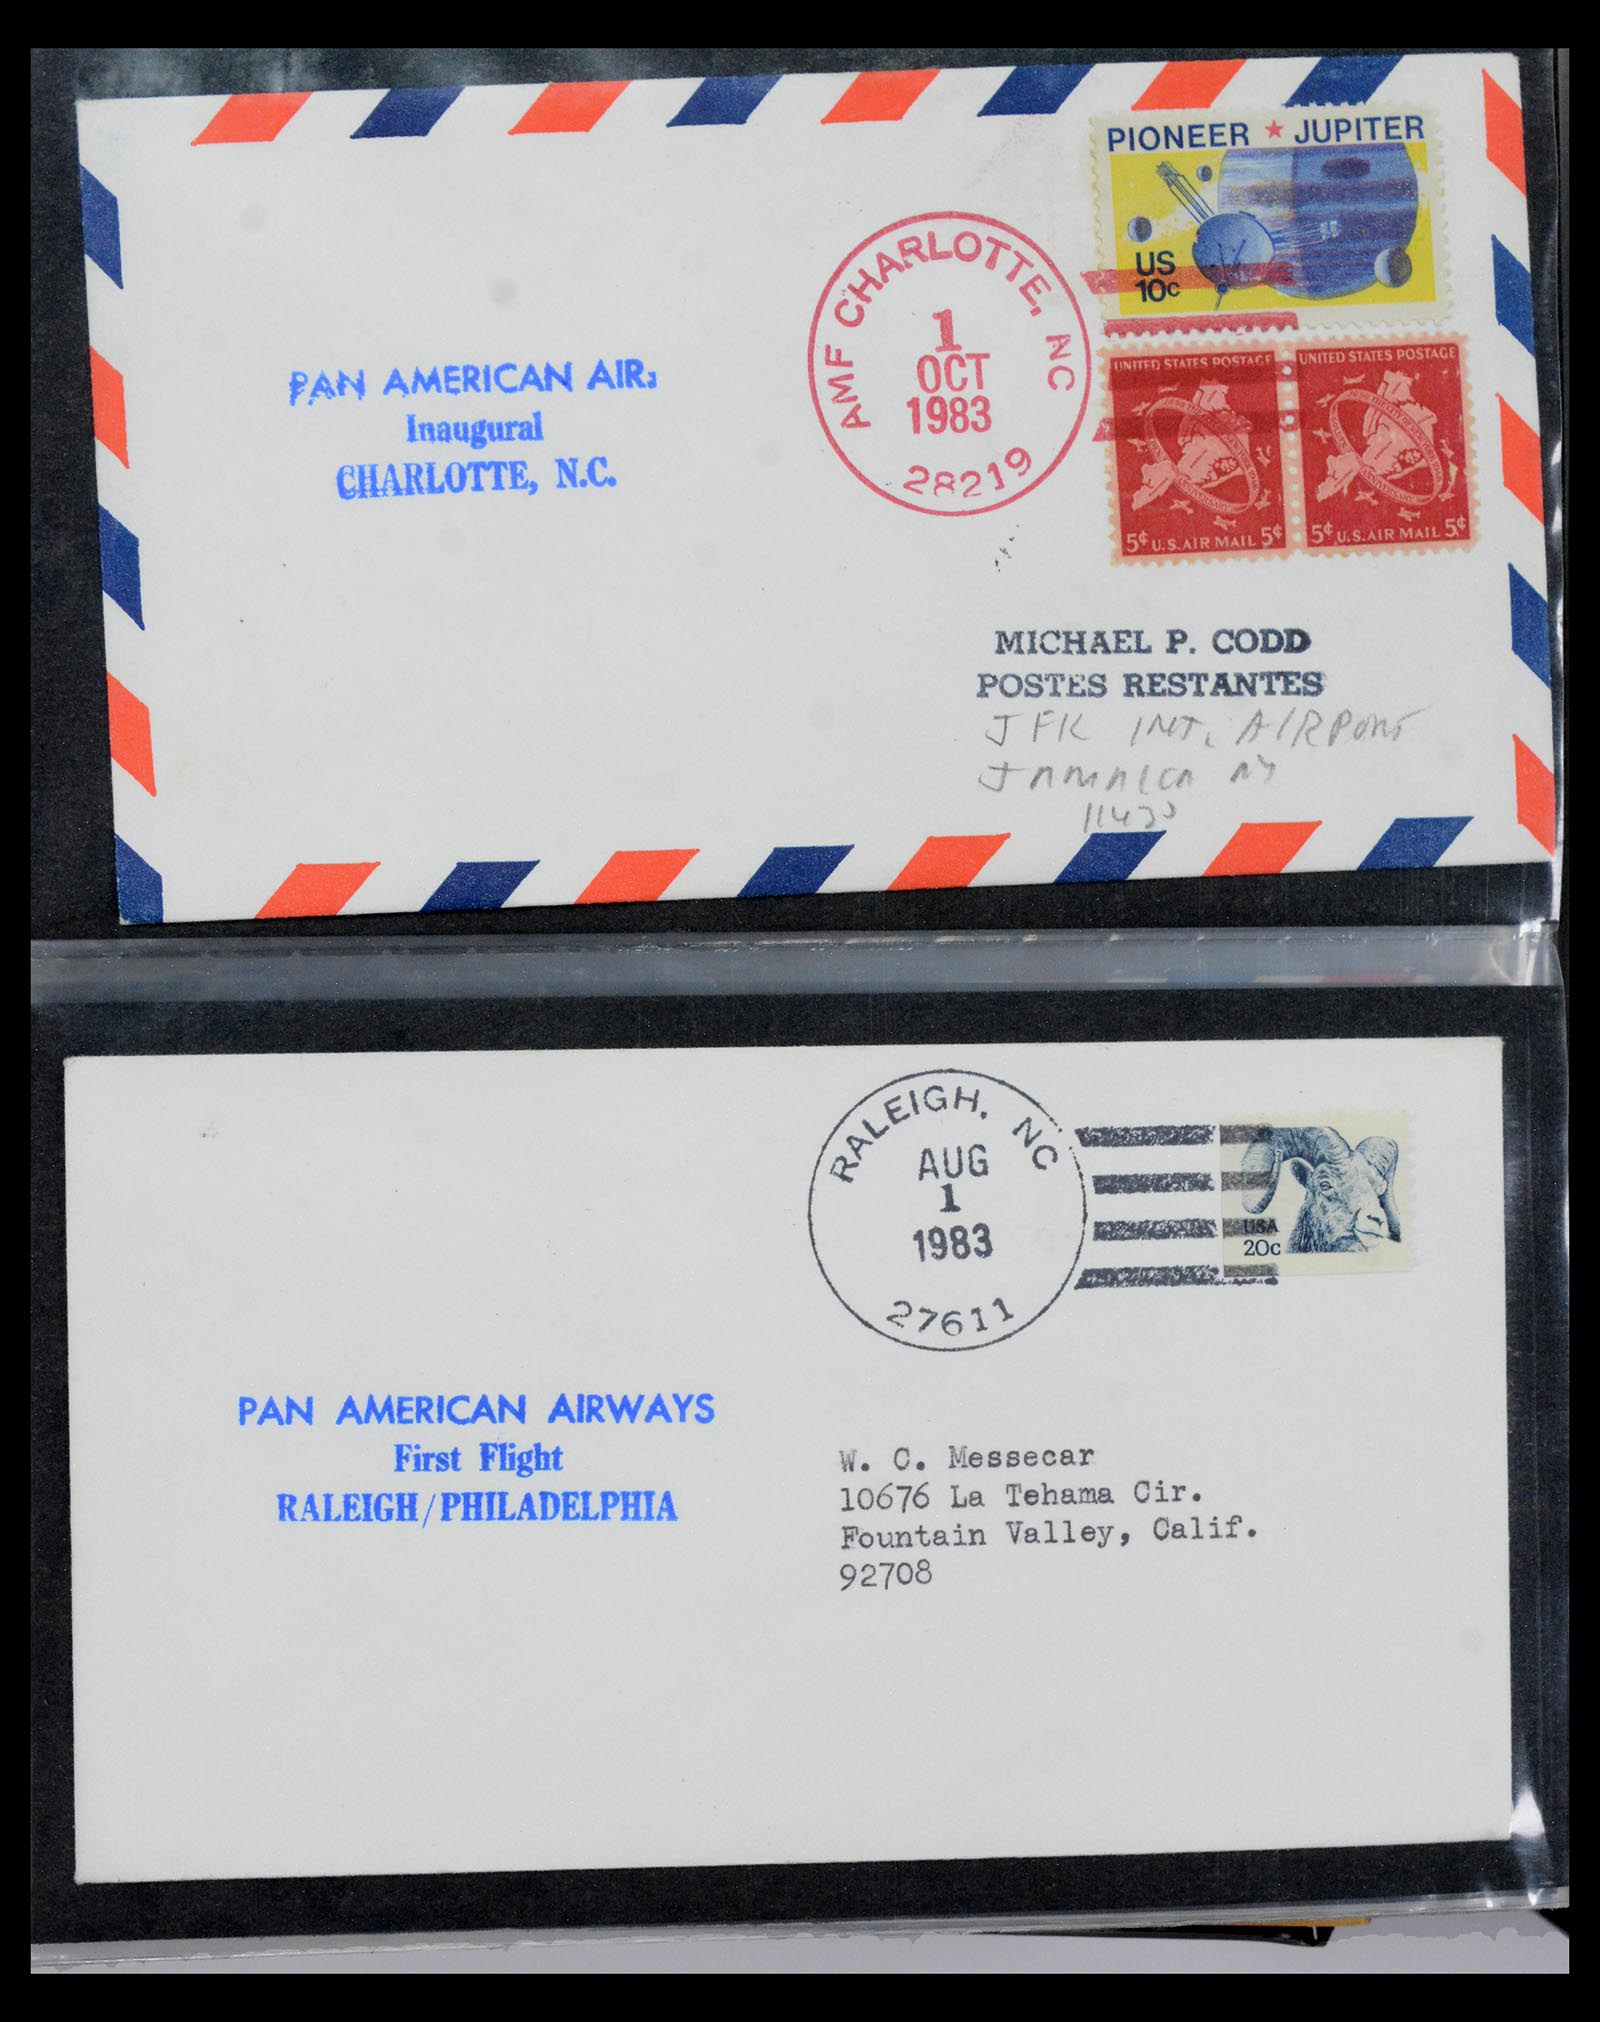 PIONEER ★ JUPITER
US
10c
AMF CHARLOTTE, NC
1
OCT
1983
28219
UNITED STATES POSTAGE
UNITED STATES POSTAGE
5¢ U.S. AIR MAIL 5¢
5¢ U.S. AIR MAIL 5¢
PAN AMERICAN AIR
Inaugural
CHARLOTTE, N.C.
MICHAEL P. CODD
POSTES RESTANTES
JFK INT. AIRPORT
JAMAICA NY
RALEIGH, NC
AUG
1
1983
27611
USA
20c
PAN AMERICAN AIRWAYS
First Flight
RALEIGH/PHILADELPHIA
W. C. Messecar
10676 La Tehama Cir.
Fountain Valley, Calif.
92708